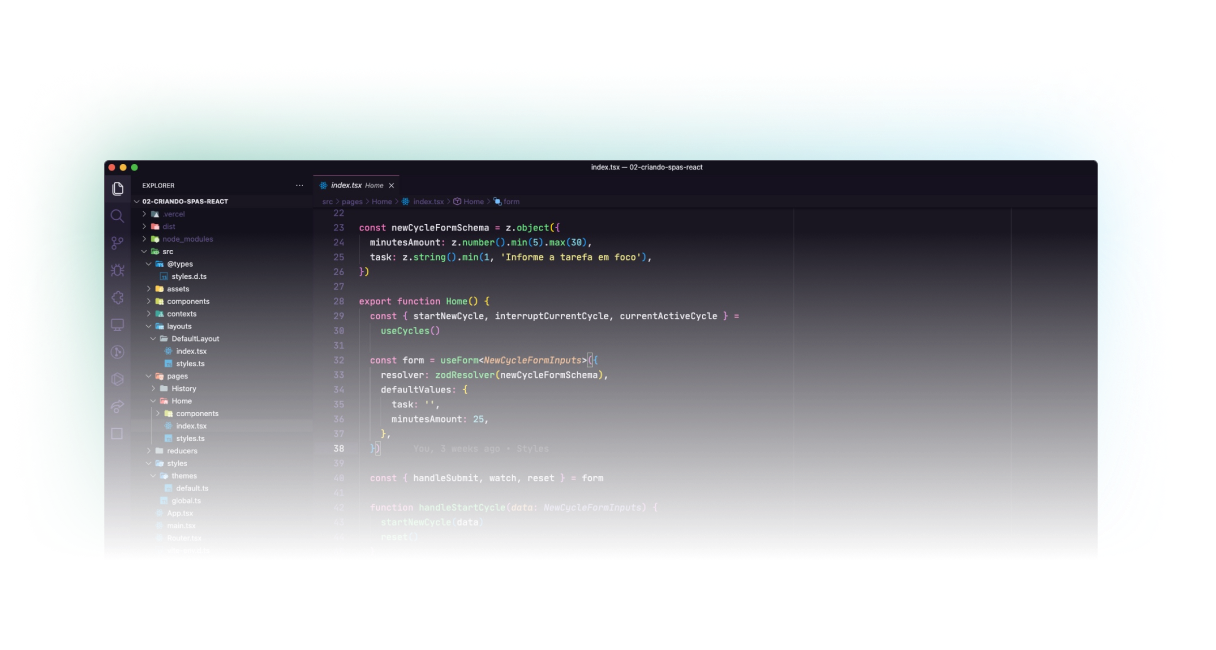 index.tsx — 02-criando-spas-react
EXPLORER ···
index.tsx Home ×
02-CRIANDO-SPAS-REACT
src > pages > Home > index.tsx > Home > form
.vercel
dist
node_modules
src
@types
styles.d.ts
assets
components
contexts
layouts
DefaultLayout
index.tsx
styles.ts
pages
History
Home
components
index.tsx
styles.ts
reducers
styles
themes
default.ts
global.ts
App.tsx
main.tsx
Router.tsx
22
23 const newCycleFormSchema = z.object({
24 minutesAmount: z.number().min(5).max(30),
25 task: z.string().min(1, 'Informe a tarefa em foco'),
26 })
27
28 export function Home() {
29 const { startNewCycle, interruptCurrentCycle, currentActiveCycle } =
30 useCycles()
31
32 const form = useForm<NewCycleFormInputs>({
33 resolver: zodResolver(newCycleFormSchema),
34 defaultValues: {
35 task: '',
36 minutesAmount: 25,
37 },
38 }) You, 3 weeks ago • Styles
39
40 const { handleSubmit, watch, reset } = form
41
42 function handleStartCycle(data: NewCycleFormInputs) {
43 startNewCycle(data)
reset()